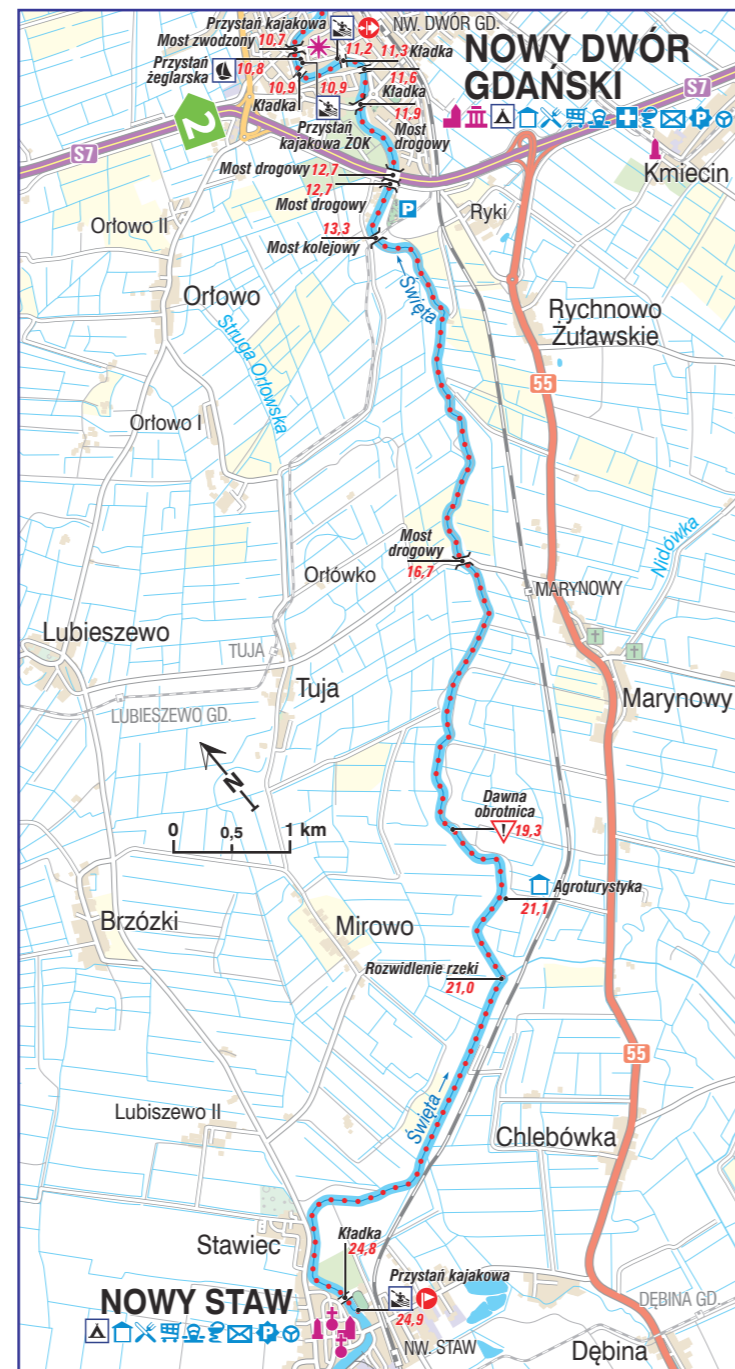 Przystań kajakowa
NW. DWÓR GD.
Most zwodzony 10,7
11,2
11,3 Kładka
NOWY DWÓR
GDAŃSKI
Przystań
żeglarska
10,8
10,9
Kładka
10,9
Przystań
kajakowa ŻOK
11,6
Kładka
11,9
Most
drogowy
2
S7
S7
Kmiecin
Most drogowy 12,7
12,7
Most drogowy
P
Ryki
Orłowo II
13,3
Most kolejowy
Święta
Orłowo
Struga Orłowska
Rychnowo
Żuławskie
55
Orłowo I
Most
drogowy
16,7
Nidówka
Orłówko
MARYNOWY
Lubieszewo
TUJA
Tuja
Marynowy
LUBIESZEWO GD.
N
0 0,5 1 km
Dawna
obrotnica
! 19,3
Agroturystyka
21,1
Brzózki
Mirowo
Rozwidlenie rzeki
21,0
55
Święta
Lubiszewo II
Chlebówka
Stawiec
Kładka
24,8
Przystań kajakowa
24,9
NOWY STAW
DĘBINA GD.
NW. STAW
Dębina